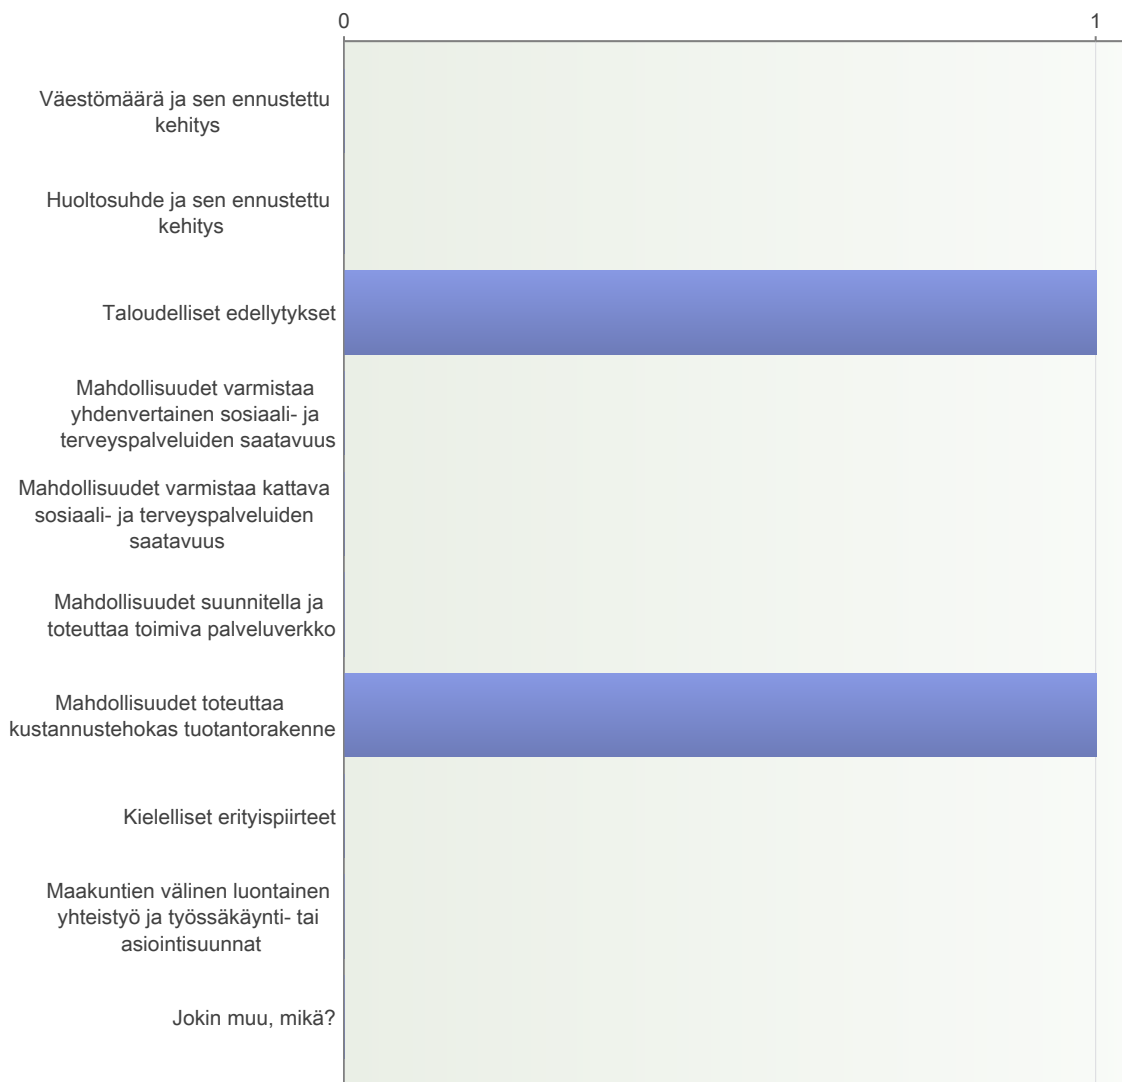 0 1
Väestömäärä ja sen ennustettu
kehitys
Huoltosuhde ja sen ennustettu
kehitys
Taloudelliset edellytykset
Mahdollisuudet varmistaa
yhdenvertainen sosiaali- ja
terveyspalveluiden saatavuus
Mahdollisuudet varmistaa kattava
sosiaali- ja terveyspalveluiden
saatavuus
Mahdollisuudet suunnitella ja
toteuttaa toimiva palveluverkko
Mahdollisuudet toteuttaa
kustannustehokas tuotantorakenne
Kielelliset erityispiirteet
Maakuntien välinen luontainen
yhteistyö ja työssäkäynti- tai
asiointisuunnat
Jokin muu, mikä?